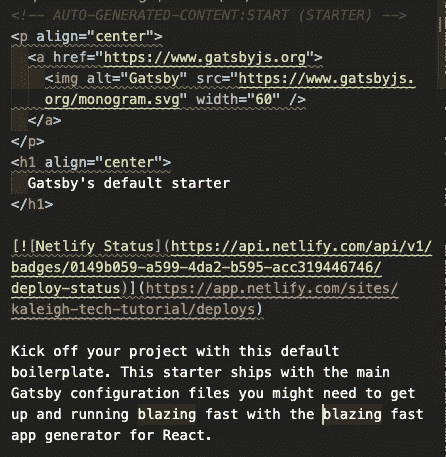 <!-- AUTO-GENERATED-CONTENT:START (STARTER) -->
<p align="center">
<a href="https://www.gatsbyjs.org">
<img alt="Gatsby" src="https://www.gatsbyjs.
org/monogram.svg" width="60" />
</a>
</p>
<h1 align="center">
Gatsby's default starter
</h1>
[![Netlify Status](https://api.netlify.com/api/v1/
badges/0149b059-a599-4da2-b595-acc319446746/
deploy-status)](https://app.netlify.com/sites/
kaleigh-tech-tutorial/deploys)
Kick off your project with this default
boilerplate. This starter ships with the main
Gatsby configuration files you might need to get
up and running blazing fast with the blazing fast
app generator for React.